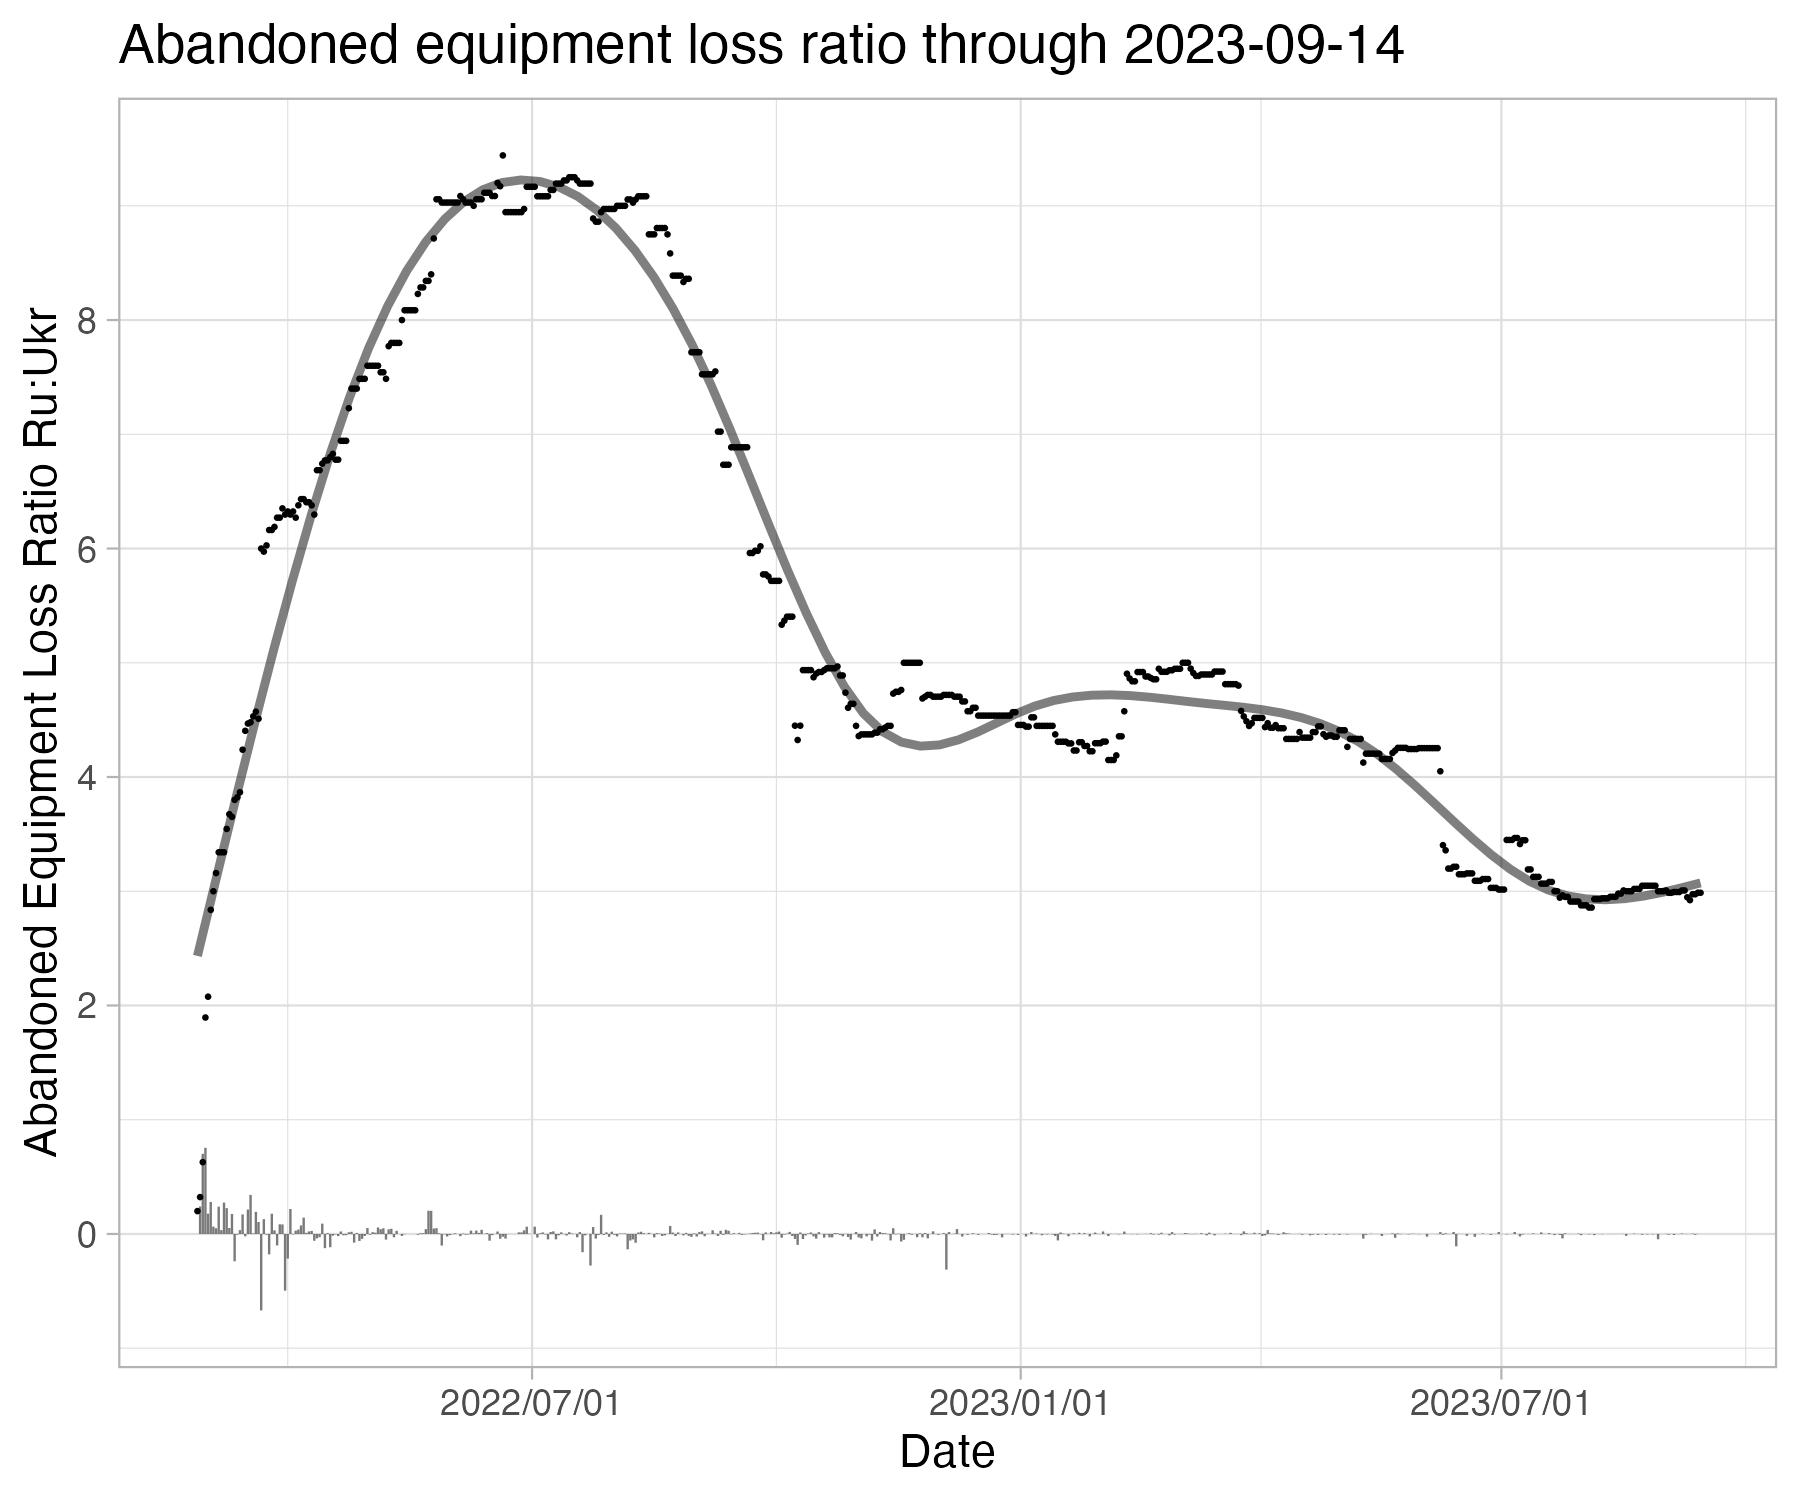 Abandoned equipment loss ratio through 2023-09-14
Abandoned Equipment Loss Ratio Ru:Ukr
8
6
4
2
0
2022/07/01
2023/01/01
2023/07/01
Date